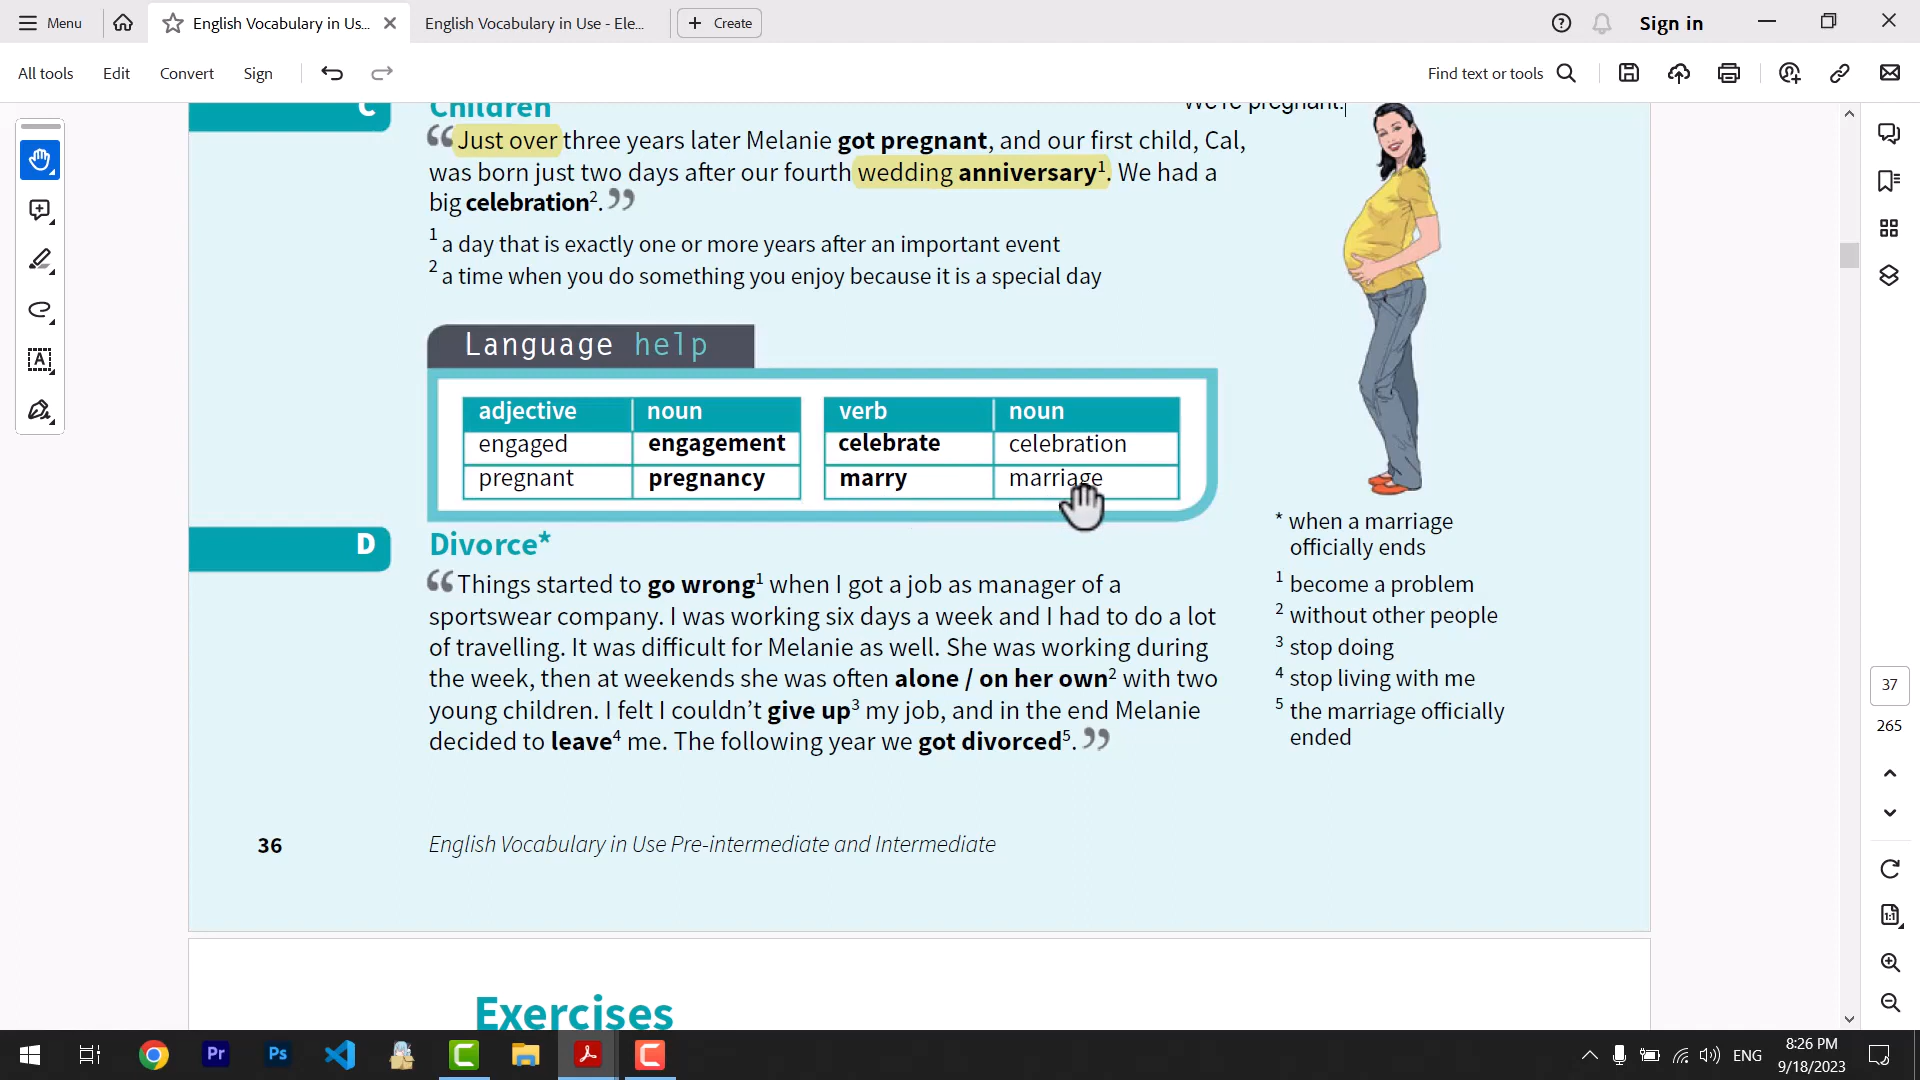 Menu
English Vocabulary in Us...
English Vocabulary in Use - Ele...
Create
Sign in
All tools
Edit
Convert
Sign
Find text or tools
C
Children
We're pregnant.
“Just over three years later Melanie got pregnant, and our first child, Cal,
was born just two days after our fourth wedding anniversary1. We had a
big celebration2.”
1 a day that is exactly one or more years after an important event
2 a time when you do something you enjoy because it is a special day
Language help
adjective noun verb noun
engaged engagement celebrate celebration
pregnant pregnancy marry marriage
D
Divorce*
“Things started to go wrong1 when I got a job as manager of a
sportswear company. I was working six days a week and I had to do a lot
of travelling. It was difficult for Melanie as well. She was working during
the week, then at weekends she was often alone / on her own2 with two
young children. I felt I couldn’t give up3 my job, and in the end Melanie
decided to leave4 me. The following year we got divorced5.”
* when a marriage
officially ends
1 become a problem
2 without other people
3 stop doing
4 stop living with me
5 the marriage officially
ended
36
English Vocabulary in Use Pre-intermediate and Intermediate
Exercises
37
265
1:1
Pr
Ps
ENG
8:26 PM
9/18/2023